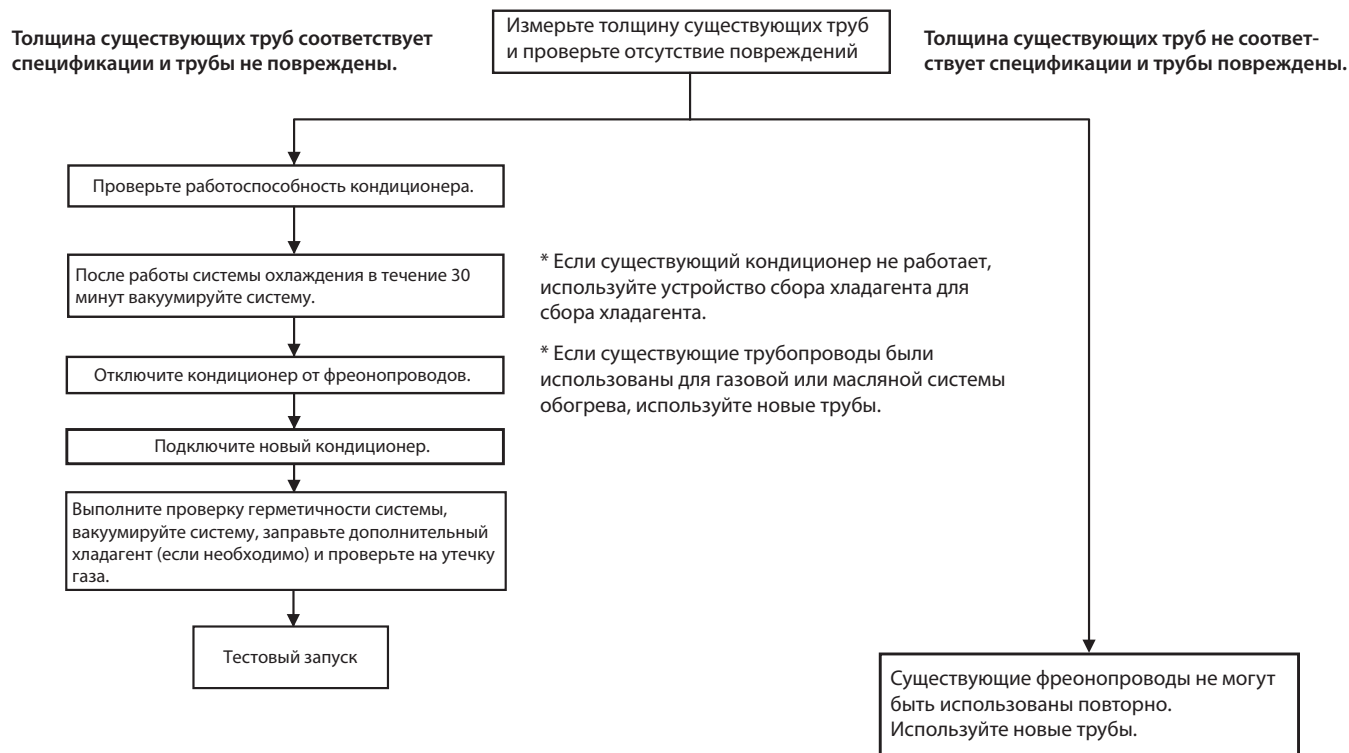 Толщина существующих труб соответствует
спецификации и трубы не повреждены.
Измерьте толщину существующих труб
и проверьте отсутствие повреждений
Толщина существующих труб не соответ-
ствует спецификации и трубы повреждены.
Проверьте работоспособность кондиционера.
После работы системы охлаждения в течение 30
минут вакуумируйте систему.
* Если существующий кондиционер не работает,
используйте устройство сбора хладагента для
сбора хладагента.
* Если существующие трубопроводы были
использованы для газовой или масляной системы
обогрева, используйте новые трубы.
Отключите кондиционер от фреонопроводов.
Подключите новый кондиционер.
Выполните проверку герметичности системы,
вакуумируйте систему, заправьте дополнительный
хладагент (если необходимо) и проверьте на утечку
газа.
Тестовый запуск
Существующие фреонопроводы не могут
быть использованы повторно.
Используйте новые трубы.